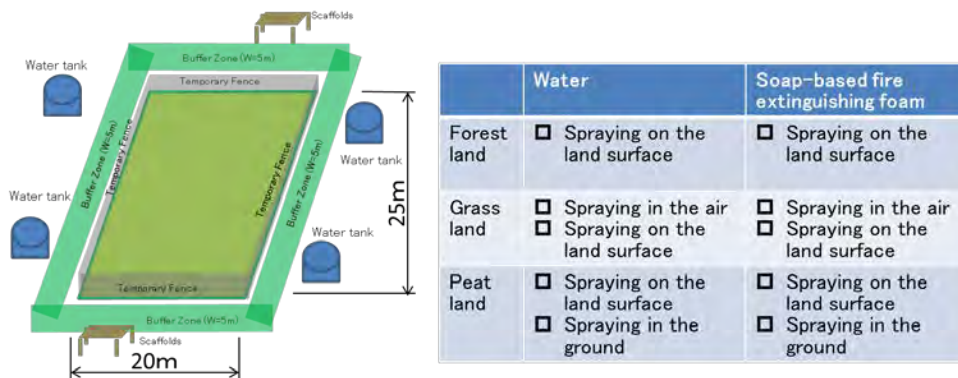 Scaffolds
Buffer Zone (W=5m)
Water tank
Temporary Fence
Buffer Zone (W=5m)
Temporary Fence
Temporary Fence
Buffer Zone (W=5m)
Water tank
25m
Water tank
Water tank
Temporary Fence
Buffer Zone (W=5m)
Scaffolds
20m
Water
Soap-based fire
extinguishing foam
Forest
land
☐ Spraying on the
land surface
☐ Spraying on the
land surface
Grass
land
☐ Spraying in the air
☐ Spraying on the
land surface
☐ Spraying in the air
☐ Spraying on the
land surface
Peat
land
☐ Spraying on the
land surface
☐ Spraying in the
ground
☐ Spraying on the
land surface
☐ Spraying in the
ground